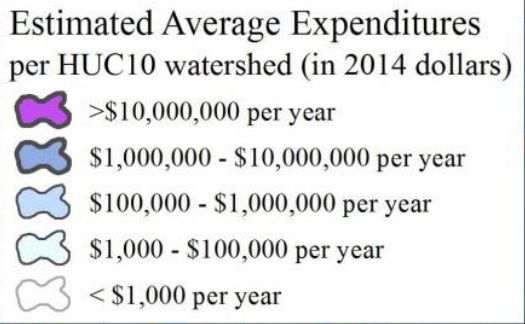 Estimated Average Expenditures
per HUC10 watershed (in 2014 dollars)
>$10,000,000 per year
$1,000,000 - $10,000,000 per year
$100,000 - $1,000,000 per year
$1,000 - $100,000 per year
< $1,000 per year